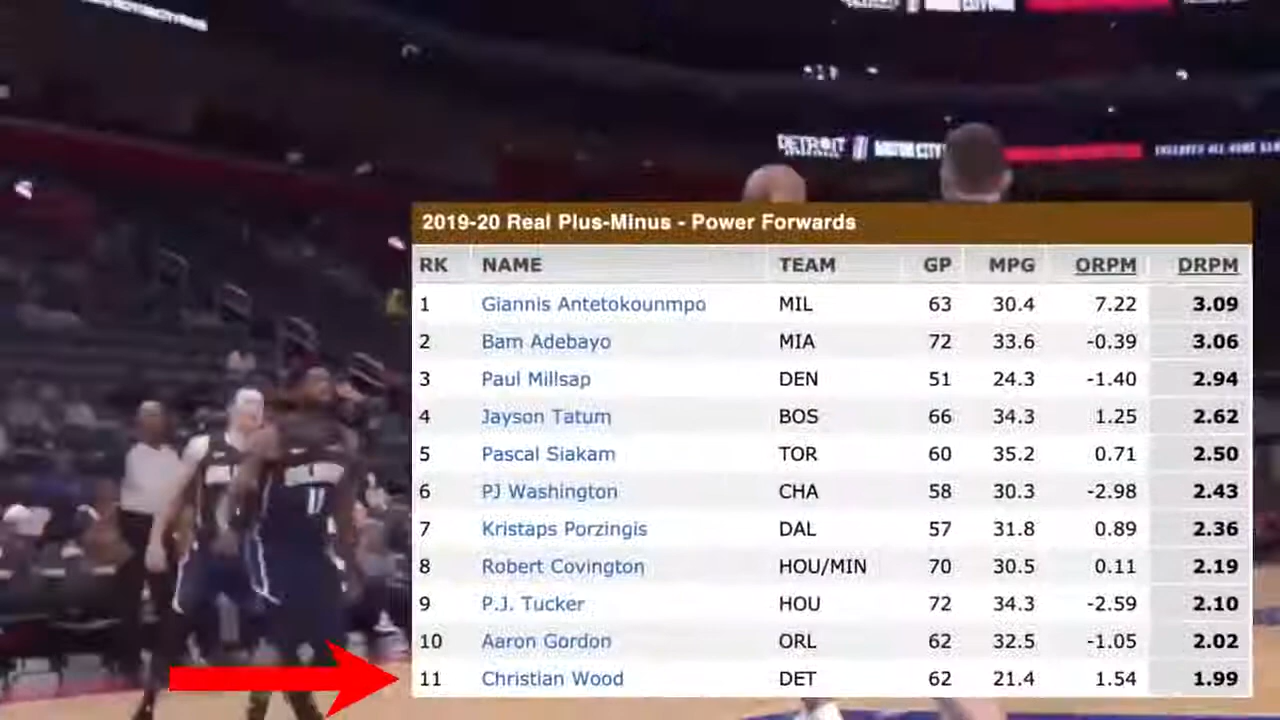 DETROIT
MOTOR CITY
2019-20 Real Plus-Minus - Power Forwards
RK NAME TEAM GP MPG ORPM DRPM
1 Giannis Antetokounmpo MIL 63 30.4 7.22 3.09
2 Bam Adebayo MIA 72 33.6 -0.39 3.06
3 Paul Millsap DEN 51 24.3 -1.40 2.94
4 Jayson Tatum BOS 66 34.3 1.25 2.62
5 Pascal Siakam TOR 60 35.2 0.71 2.50
6 PJ Washington CHA 58 30.3 -2.98 2.43
7 Kristaps Porzingis DAL 57 31.8 0.89 2.36
8 Robert Covington HOU/MIN 70 30.5 0.11 2.19
9 P.J. Tucker HOU 72 34.3 -2.59 2.10
10 Aaron Gordon ORL 62 32.5 -1.05 2.02
11 Christian Wood DET 62 21.4 1.54 1.99